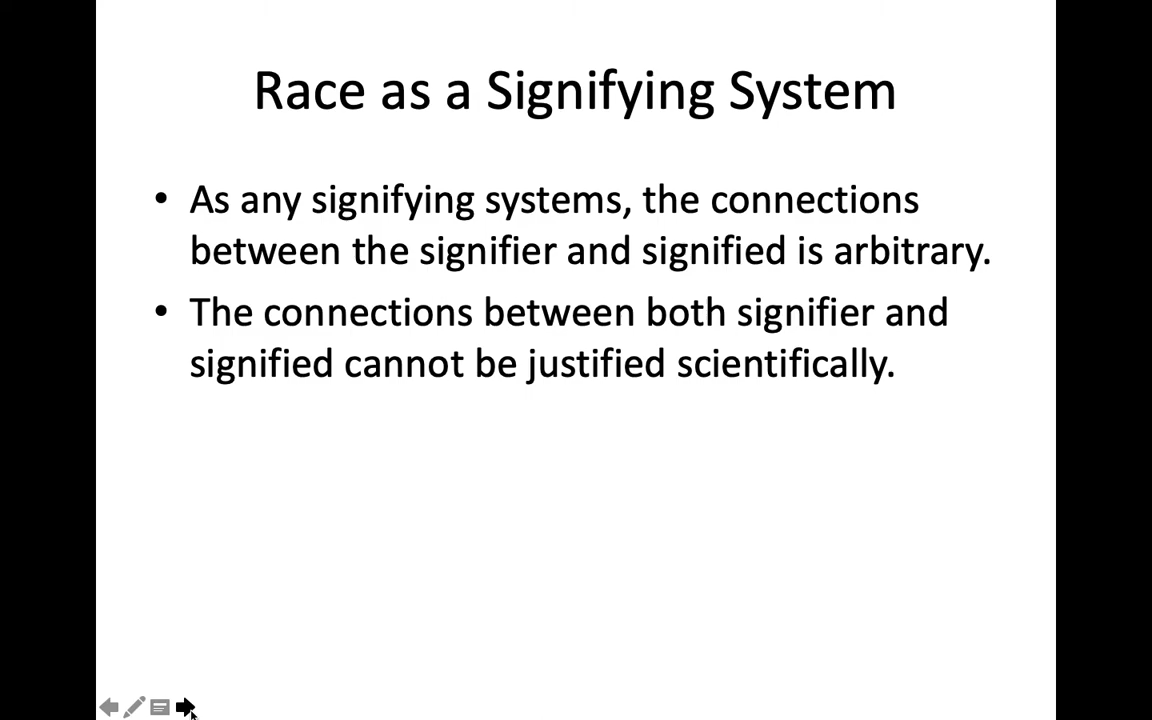 Race as a Signifying System
• As any signifying systems, the connections
between the signifier and signified is arbitrary.
• The connections between both signifier and
signified cannot be justified scientifically.